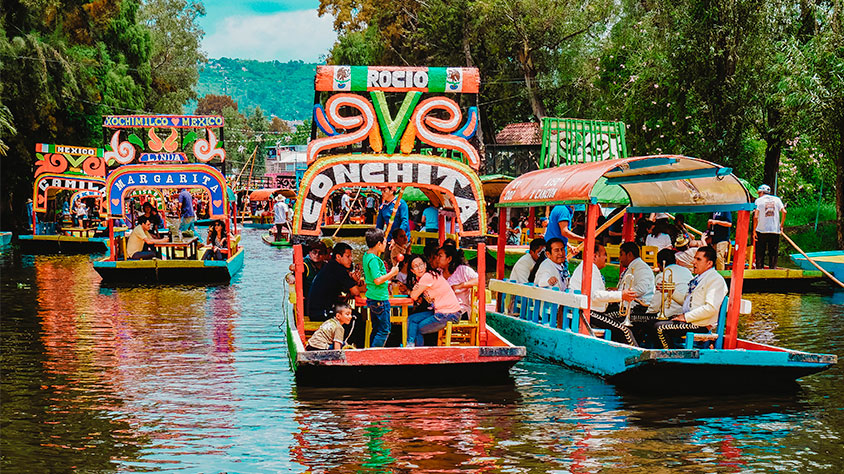 ROCIO
CONCHITA
XOCHIMILCO MEXICO
LINDA
MARGARITA
MEXICO